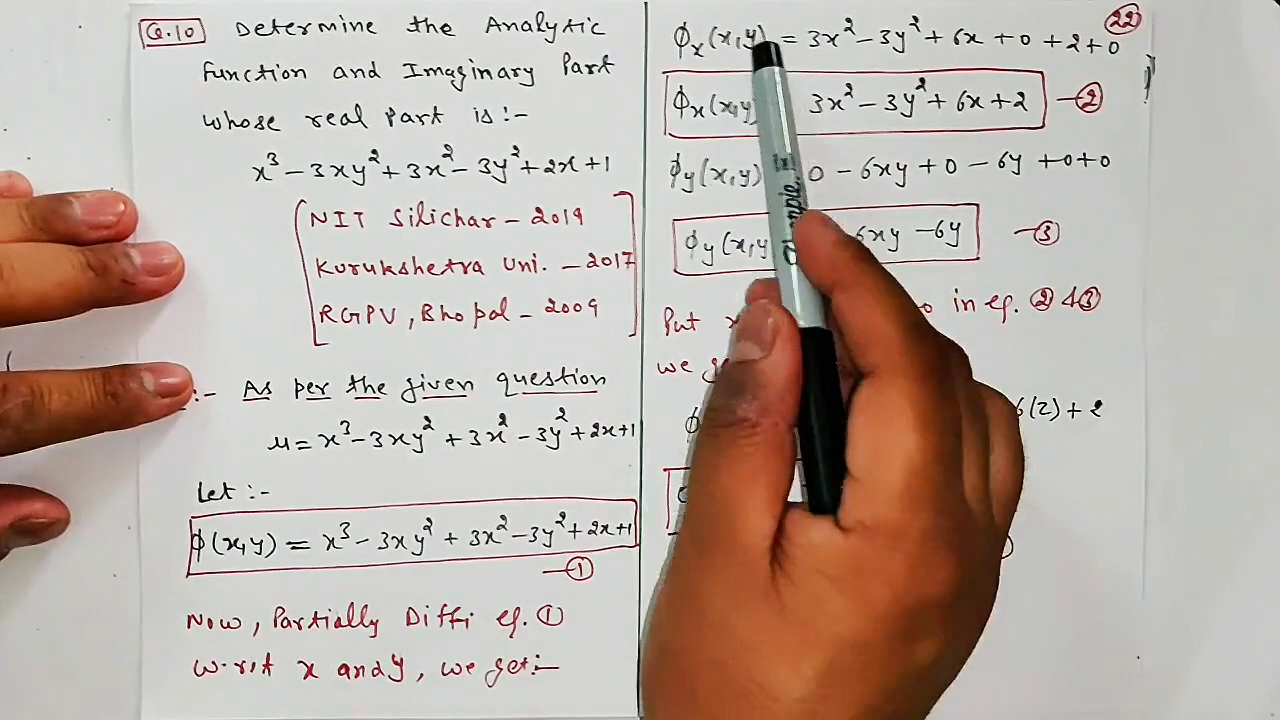 Q.10 Determine the Analytic
Function and Imaginary Part
whose real part is :-
x³ - 3xy² + 3x² - 3y² + 2x + 1
NIT Silichar - 2019
Kurukshetra Uni. - 2017
RGPV, Bhopal - 2009
:- As per the given question
u = x³ - 3xy² + 3x² - 3y² + 2x + 1
Let :-
ϕ(x,y) = x³ - 3xy² + 3x² - 3y² + 2x + 1
- ①
Now, Partially Diffi eq. ①
w.r.t x and y, we get :-
22
ϕx(x,y) = 3x² - 3y² + 6x + 0 + 2 + 0
ϕx(x,y) 3x² - 3y² + 6x + 2 - ②
ϕy(x,y) 0 - 6xy + 0 - 6y + 0 + 0
ϕy(x,y 6xy - 6y - ③
Put in eq. ② & ③
we
6(z) + 2